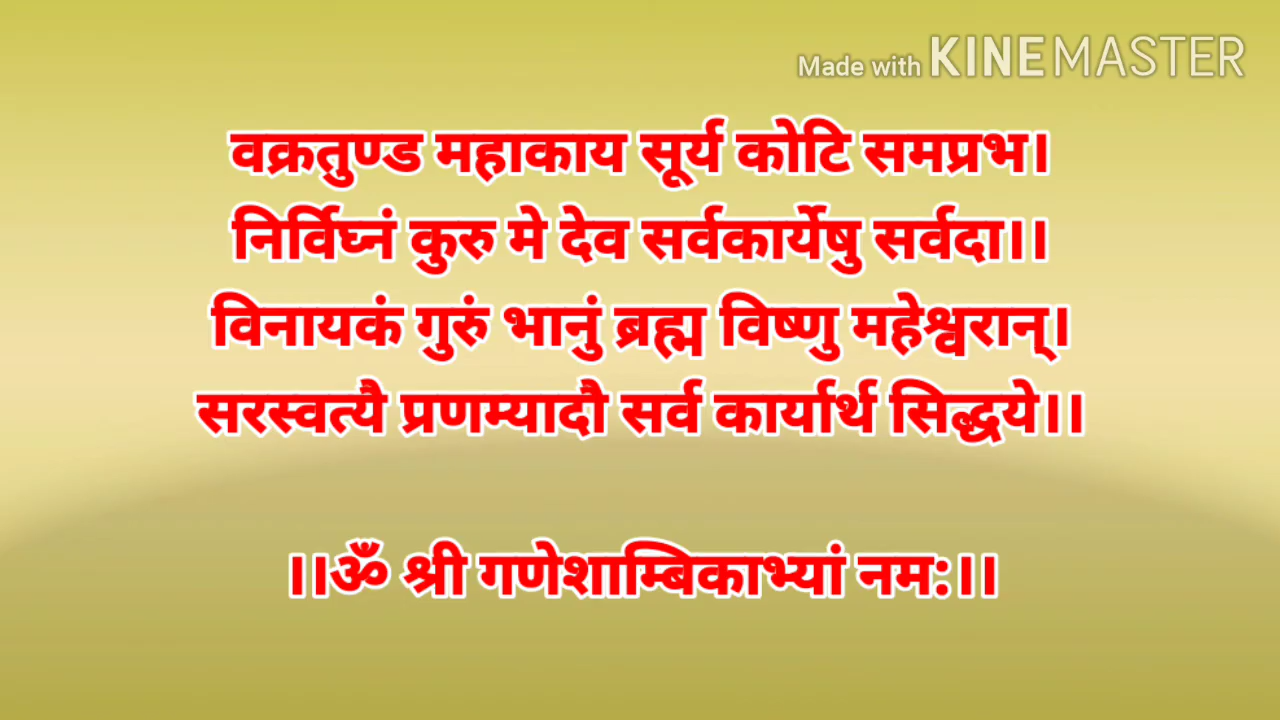 Made with KINEMASTER
वक्रतुण्ड महाकाय सूर्य कोटि समप्रभ।
निर्विघ्नं कुरु मे देव सर्वकार्येषु सर्वदा।।
विनायकं गुरुं भानुं ब्रह्म विष्णु महेश्वरान्।
सरस्वत्यै प्रणम्यादौ सर्व कार्यार्थ सिद्धये।।
।।ॐ श्री गणेशाम्बिकाभ्यां नम:।।